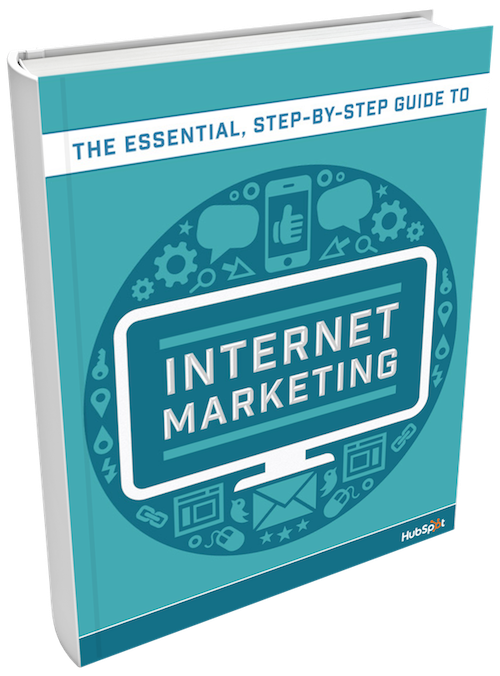 THE ESSENTIAL, STEP-BY-STEP GUIDE TO
INTERNET
MARKETING
HubSpot